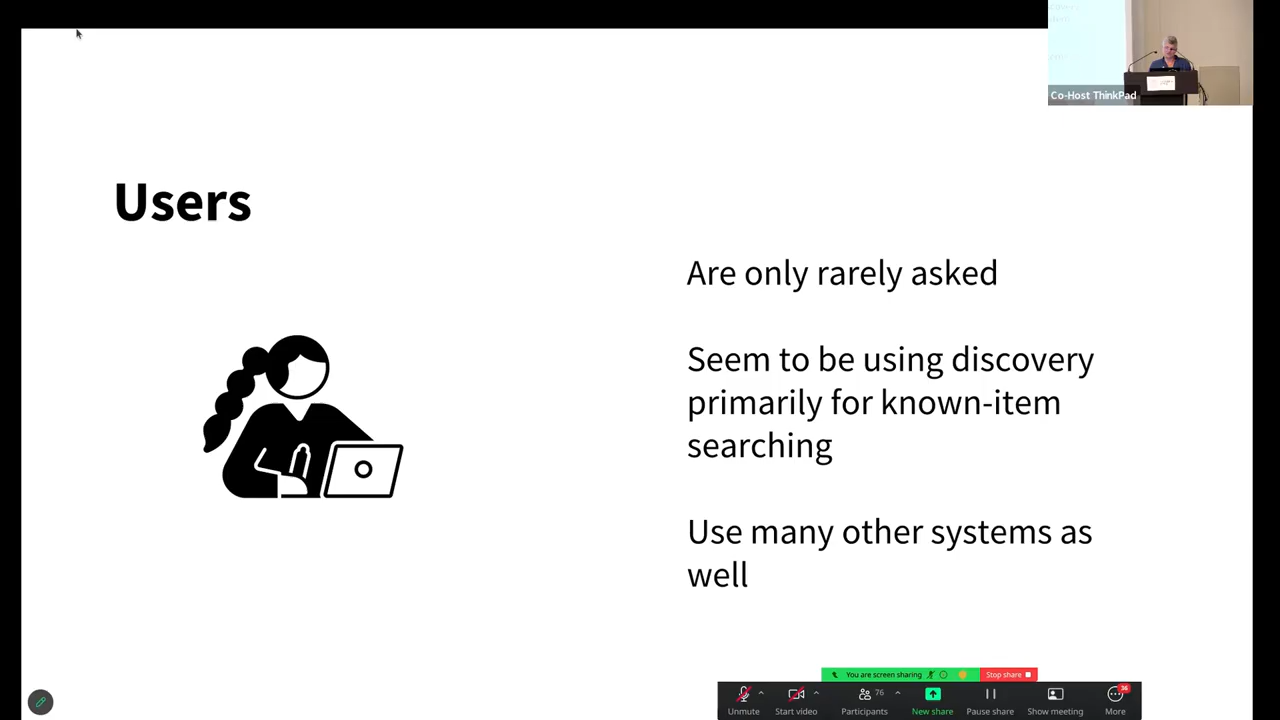 Co-Host ThinkPad
Users
Are only rarely asked
Seem to be using discovery
primarily for known-item
searching
Use many other systems as
well
You are screen sharing
Stop share
Unmute
Start video
Participants
76
New share
Pause share
Show meeting
More
36